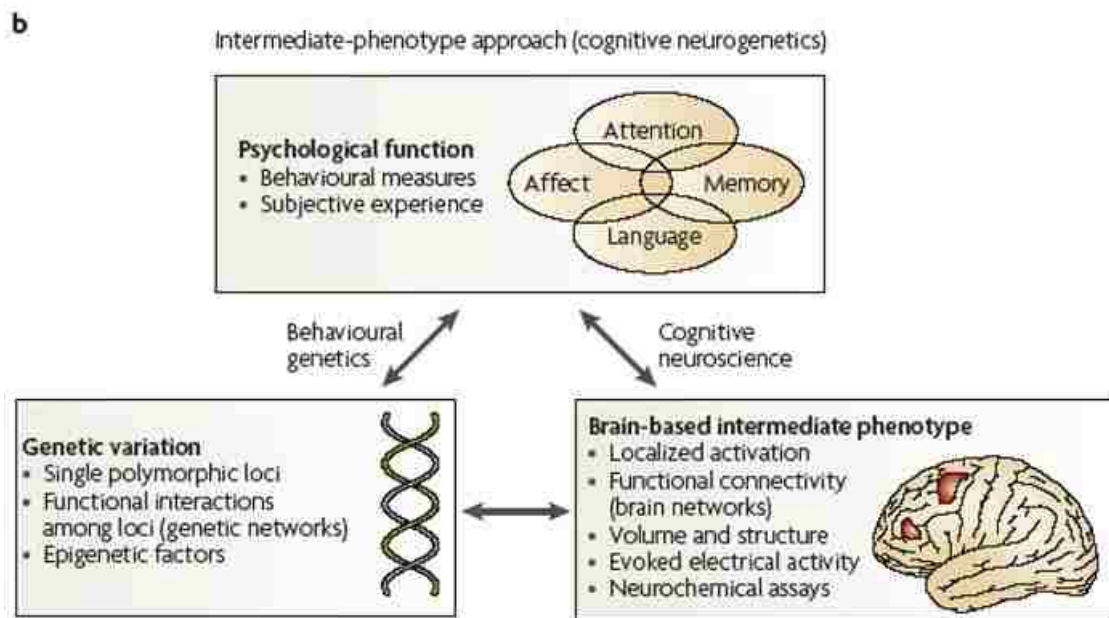 b
Intermediate-phenotype approach (cognitive neurogenetics)
Psychological function
• Behavioural measures
• Subjective experience
Attention
Affect
Memory
Language
Behavioural
genetics
Cognitive
neuroscience
Genetic variation
• Single polymorphic loci
• Functional interactions
among loci (genetic networks)
• Epigenetic factors
Brain-based intermediate phenotype
• Localized activation
• Functional connectivity
(brain networks)
• Volume and structure
• Evoked electrical activity
• Neurochemical assays